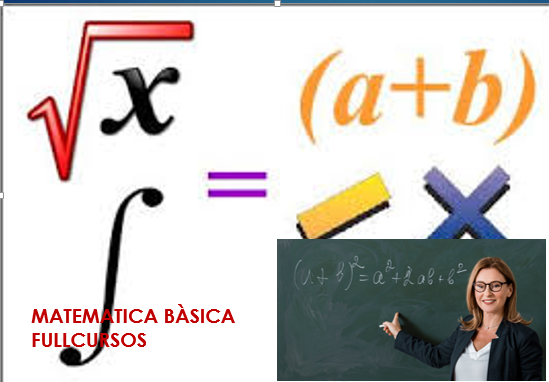 √x
(a+b)
=
∫
− ×
(a + b)² = a² + 2ab + b²
MATEMATICA BÀSICA
FULLCURSOS